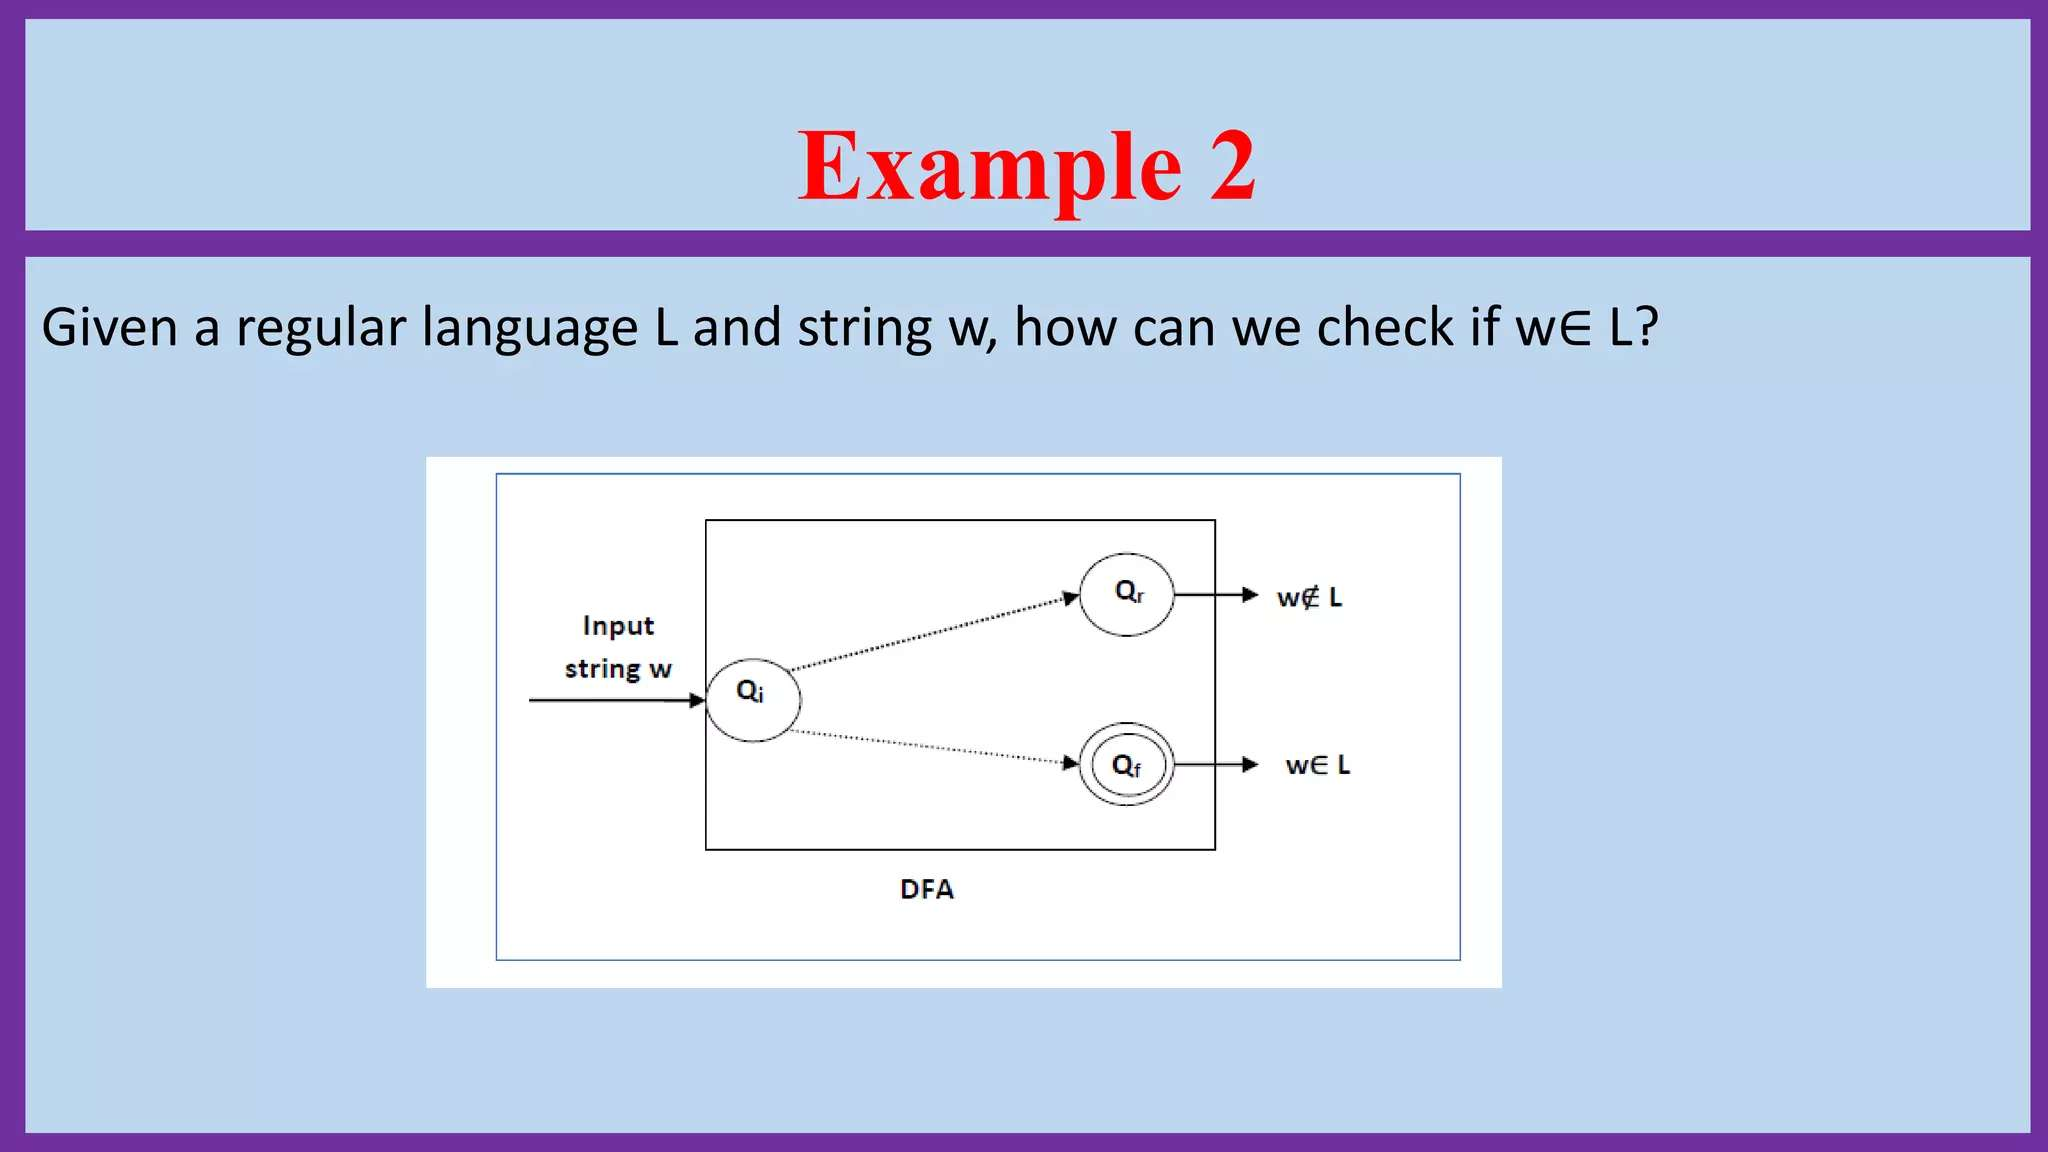 Example 2
Given a regular language L and string w, how can we check if w∈ L?
Input
string w
Qi
Qr
w∉ L
Qf
w∈ L
DFA